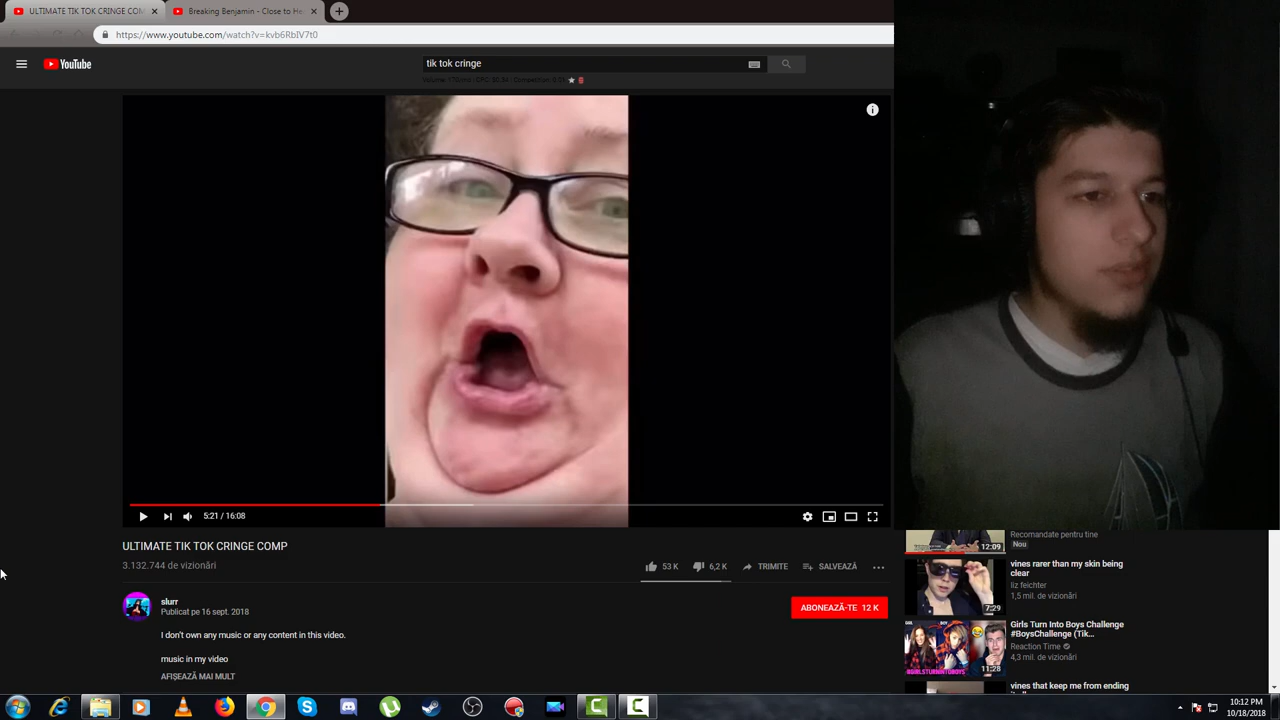 ULTIMATE TIK TOK CRINGE COM
Breaking Benjamin - Close to He
https://www.youtube.com/watch?v=kvb6RbIV7t0
YouTube
tik tok cringe
5:21 / 16:08
ULTIMATE TIK TOK CRINGE COMP
3.132.744 de vizionări
53 K
6,2 K
TRIMITE
SALVEAZĂ
slurr
Publicat pe 16 sept. 2018
ABONEAZĂ-TE 12 K
I don't own any music or any content in this video.
music in my video
AFIȘEAZĂ MAI MULT
Recomandate pentru tine
Nou
12:09
vines rarer than my skin being
clear
liz feichter
1,5 mil. de vizionări
7:29
Girls Turn Into Boys Challenge
#BoysChallenge (Tik...
Reaction Time
4,3 mil. de vizionări
11:28
vines that keep me from ending
10:12 PM
10/18/2018